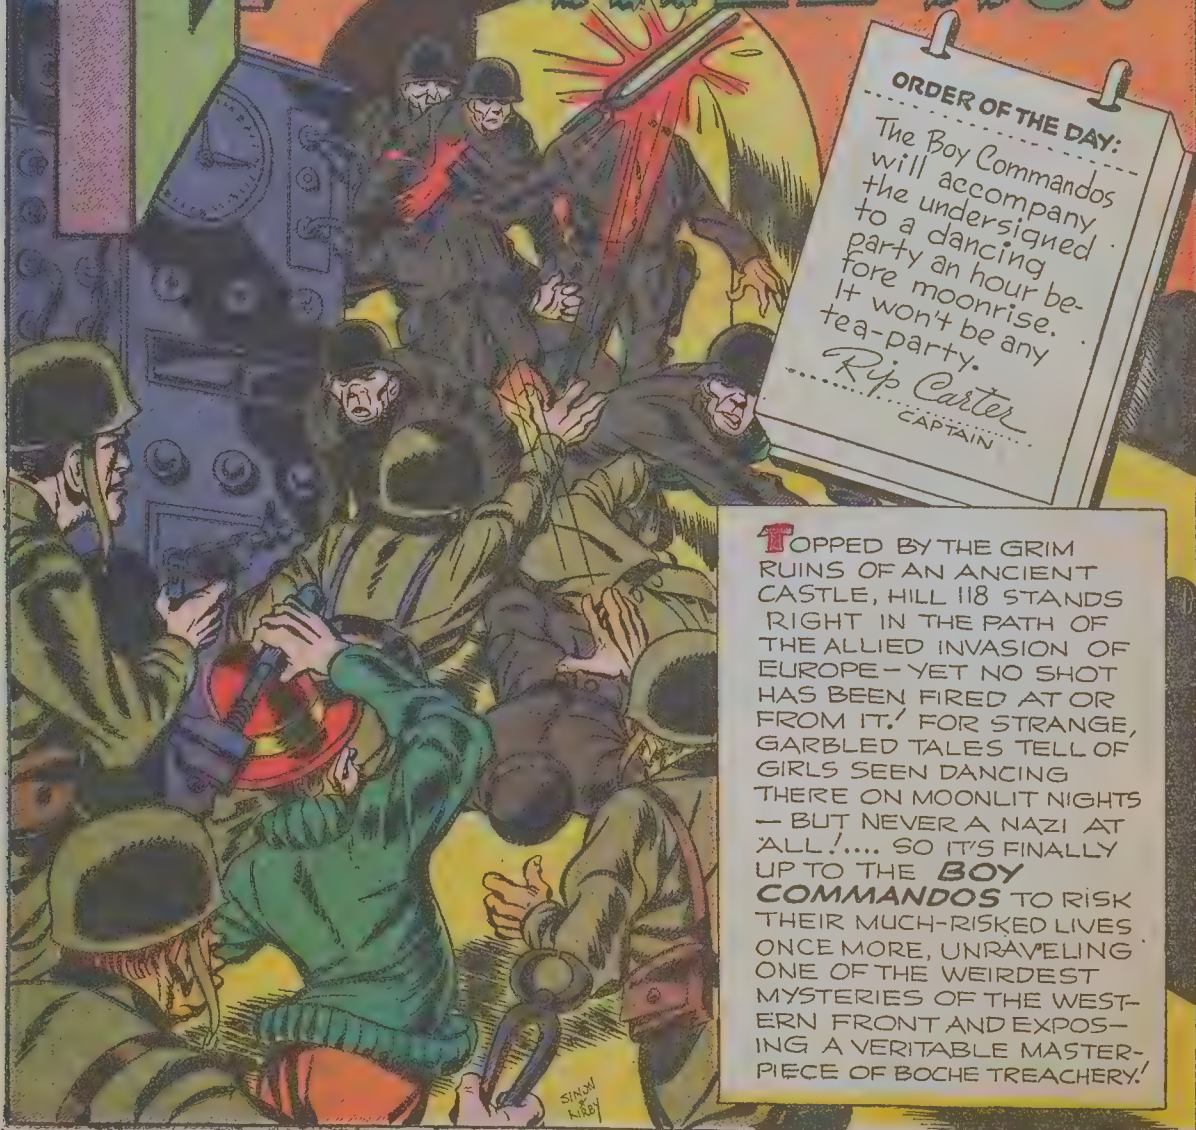 ORDER OF THE DAY:
The Boy Commandos
will accompany
the undersigned
to a dancing
party an hour be-
fore moonrise.
It won't be any
tea-party.
Rip Carter
CAPTAIN
TOPPED BY THE GRIM
RUINS OF AN ANCIENT
CASTLE, HILL 118 STANDS
RIGHT IN THE PATH OF
THE ALLIED INVASION OF
EUROPE—YET NO SHOT
HAS BEEN FIRED AT OR
FROM IT! FOR STRANGE,
GARBLED TALES TELL OF
GIRLS SEEN DANCING
THERE ON MOONLIT NIGHTS
— BUT NEVER A NAZI AT
ALL!.... SO IT'S FINALLY
UP TO THE BOY
COMMANDOS TO RISK
THEIR MUCH-RISKED LIVES
ONCE MORE, UNRAVELING
ONE OF THE WEIRDEST
MYSTERIES OF THE WEST-
ERN FRONT AND EXPOS-
ING A VERITABLE MASTER-
PIECE OF BOCHE TREACHERY!
SIMON
&
KIRBY